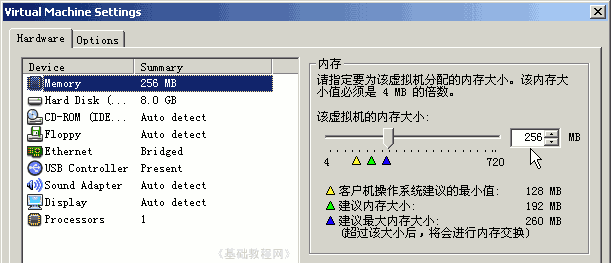 Virtual Machine Settings
Hardware
Options
Device Summary
Memory 256 MB
Hard Disk (... 8.0 GB
CD-ROM (IDE... Auto detect
Floppy Auto detect
Ethernet Bridged
USB Controller Present
Sound Adapter Auto detect
Display Auto detect
Processors 1
《基础教程网》
内存
请指定要为该虚拟机分配的内存大小。该内存大
小值必须是 4 MB 的倍数。
该虚拟机的内存大小:
256 MB
4 720
客户机操作系统建议的最小值: 128 MB
建议内存大小: 192 MB
建议最大内存大小: 260 MB
(超过该大小后，将会进行内存交换)